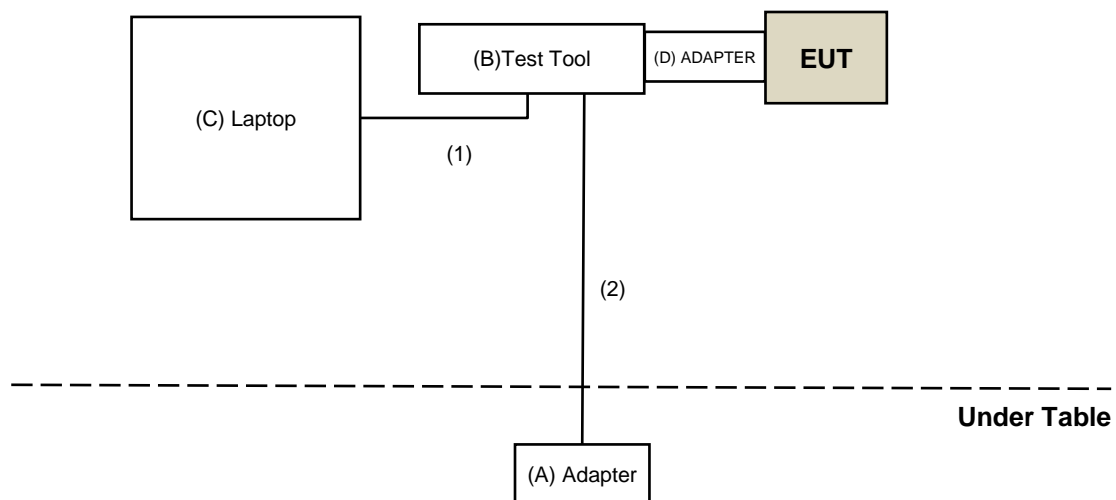 (B)Test Tool
(D) ADAPTER
EUT
(C) Laptop
(1)
(2)
Under Table
(A) Adapter